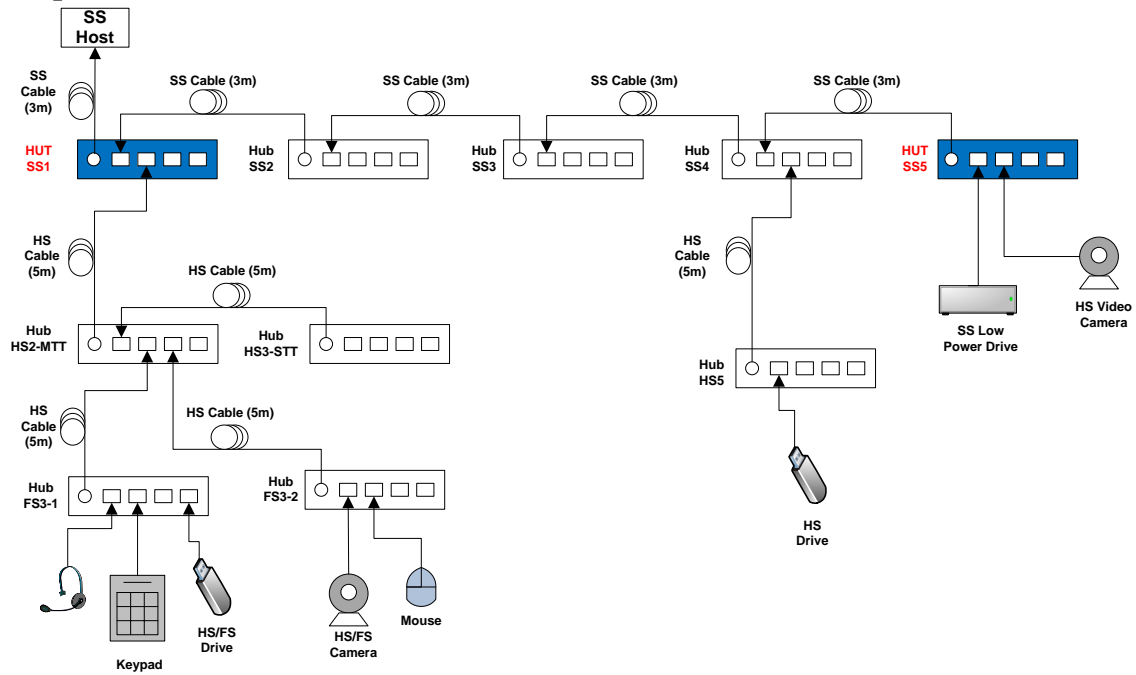 SS
Host
SS
Cable
(3m)
SS Cable (3m)
SS Cable (3m)
SS Cable (3m)
SS Cable (3m)
HUT
SS1
Hub
SS2
Hub
SS3
Hub
SS4
HUT
SS5
HS
Cable
(5m)
HS Cable (5m)
HS
Cable
(5m)
HS Video
Camera
SS Low
Power Drive
Hub
HS2-MTT
Hub
HS3-STT
Hub
HS5
HS
Cable
(5m)
HS Cable (5m)
Hub
FS3-1
Hub
FS3-2
HS
Drive
Keypad
HS/FS
Drive
HS/FS
Camera
Mouse